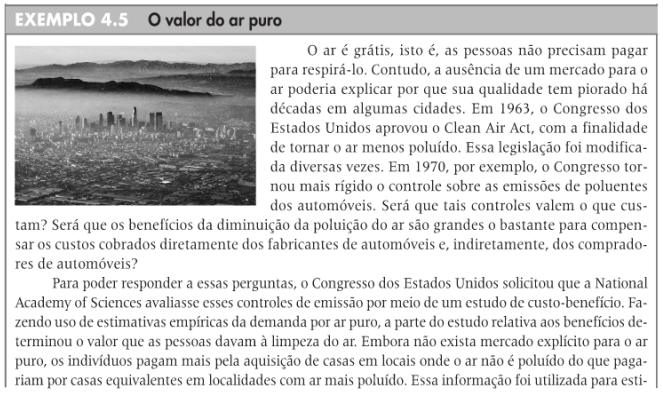 EXEMPLO 4.5 O valor do ar puro
O ar é grátis, isto é, as pessoas não precisam pagar
para respirá-lo. Contudo, a ausência de um mercado para o
ar poderia explicar por que sua qualidade tem piorado há
décadas em algumas cidades. Em 1963, o Congresso dos
Estados Unidos aprovou o Clean Air Act, com a finalidade
de tornar o ar menos poluído. Essa legislação foi modifica-
da diversas vezes. Em 1970, por exemplo, o Congresso tor-
nou mais rígido o controle sobre as emissões de poluentes
dos automóveis. Será que tais controles valem o que cus-
tam? Será que os benefícios da diminuição da poluição do ar são grandes o bastante para compen-
sar os custos cobrados diretamente dos fabricantes de automóveis e, indiretamente, dos comprado-
res de automóveis?
Para poder responder a essas perguntas, o Congresso dos Estados Unidos solicitou que a National
Academy of Sciences avaliasse esses controles de emissão por meio de um estudo de custo-benefício. Fa-
zendo uso de estimativas empíricas da demanda por ar puro, a parte do estudo relativa aos benefícios de-
terminou o valor que as pessoas davam à limpeza do ar. Embora não exista mercado explícito para o ar
puro, os indivíduos pagam mais pela aquisição de casas em locais onde o ar não é poluído do que paga-
riam por casas equivalentes em localidades com ar mais poluído. Essa informação foi utilizada para esti-